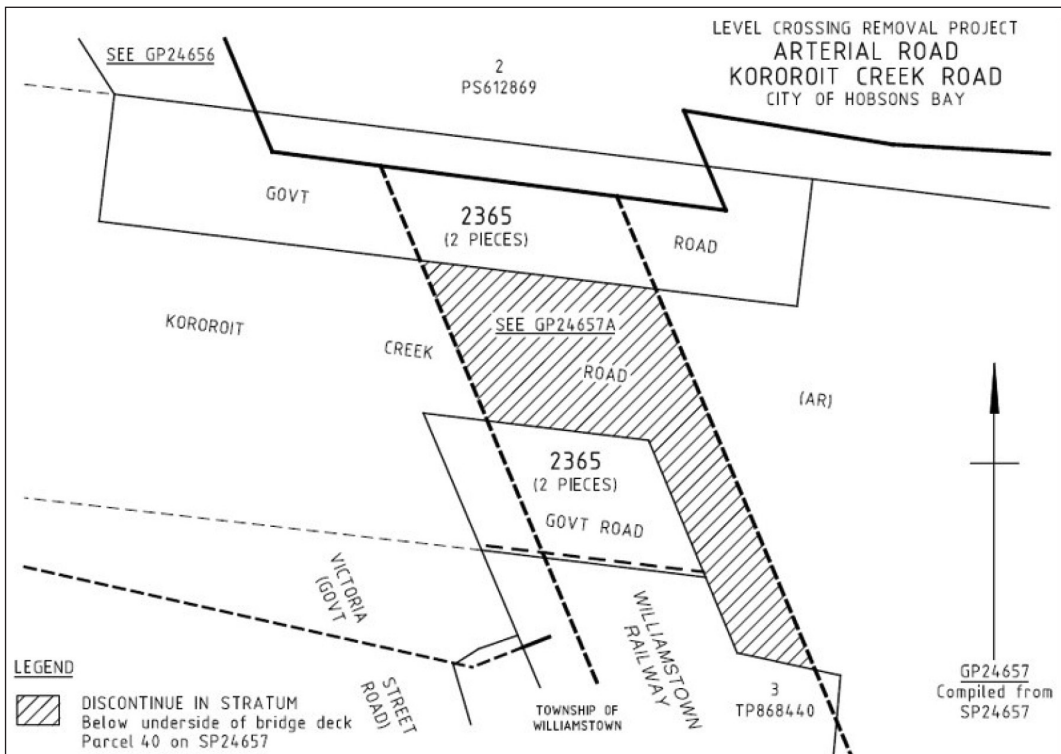 SEE GP24656
2
PS612869
LEVEL CROSSING REMOVAL PROJECT
ARTERIAL ROAD
KOROROIT CREEK ROAD
CITY OF HOBSONS BAY
GOVT
2365
(2 PIECES)
ROAD
SEE GP24657A
KOROROIT
CREEK
ROAD
(AR)
2365
(2 PIECES)
GOVT ROAD
VICTORIA
(GOVT
STREET
ROAD)
WILLIAMSTOWN
RAILWAY
TOWNSHIP OF
WILLIAMSTOWN
3
TP868440
LEGEND
DISCONTINUE IN STRATUM
Below underside of bridge deck
Parcel 40 on SP24657
GP24657
Compiled from
SP24657